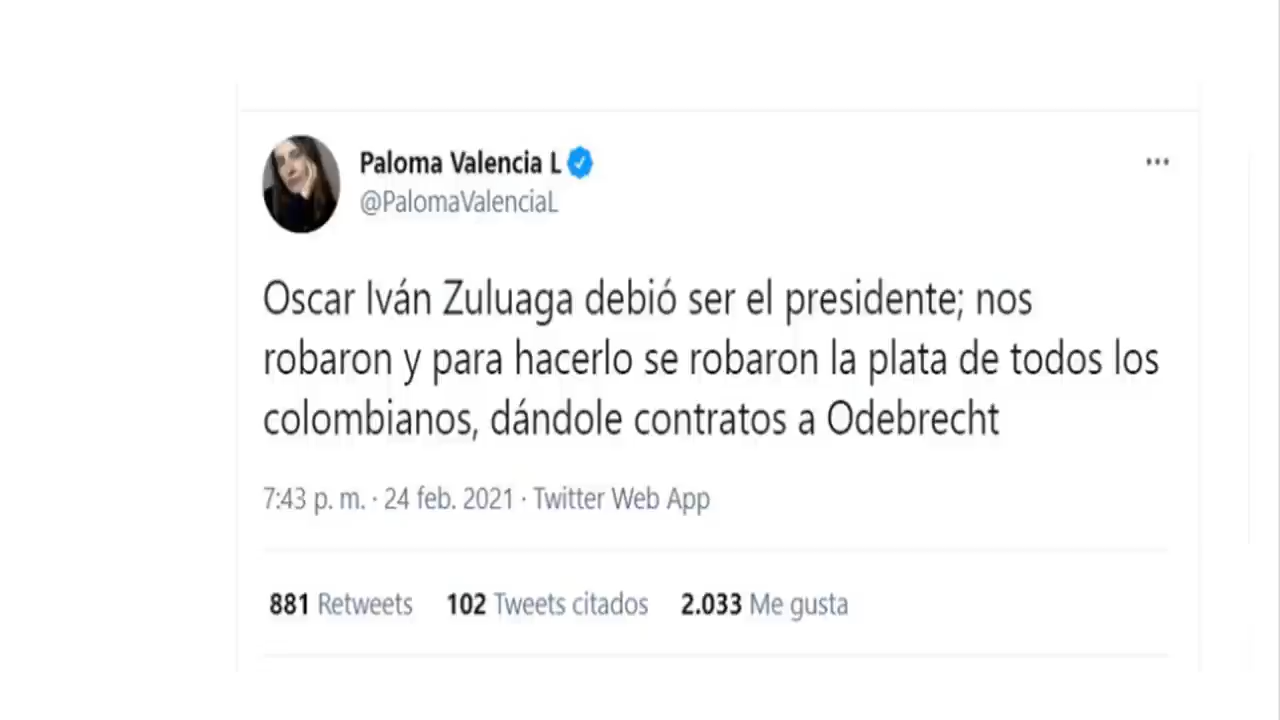 Paloma Valencia L
@PalomaValenciaL
Oscar Iván Zuluaga debió ser el presidente; nos
robaron y para hacerlo se robaron la plata de todos los
colombianos, dándole contratos a Odebrecht
7:43 p. m. · 24 feb. 2021 · Twitter Web App
881 Retweets 102 Tweets citados 2.033 Me gusta